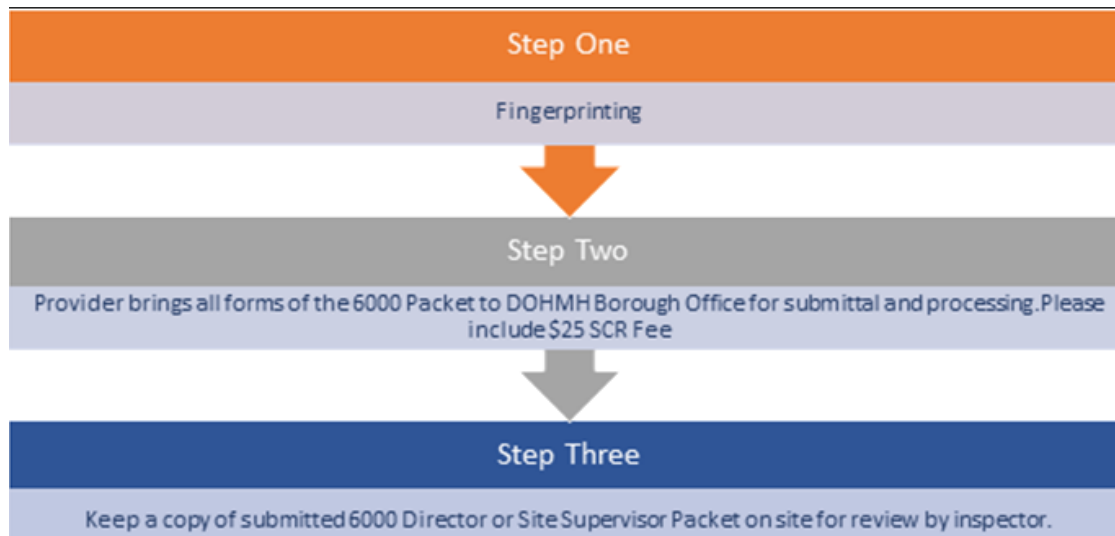 Step One
Fingerprinting
Step Two
Provider brings all forms of the 6000 Packet to DOHMH Borough Office for submittal and processing.Please
include $25 SCR Fee
Step Three
Keep a copy of submitted 6000 Director or Site Supervisor Packet on site for review by inspector.